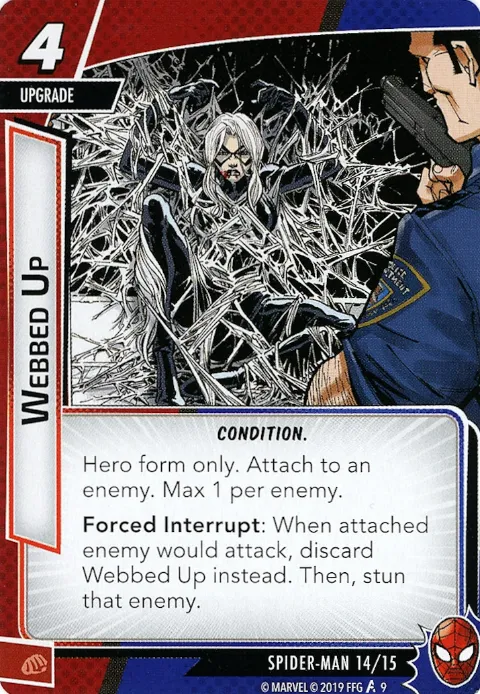 4
UPGRADE
WEBBED UP
CONDITION.
Hero form only. Attach to an
enemy. Max 1 per enemy.
Forced Interrupt: When attached
enemy would attack, discard
Webbed Up instead. Then, stun
that enemy.
SPIDER-MAN 14/15
© MARVEL © 2019 FFG 9